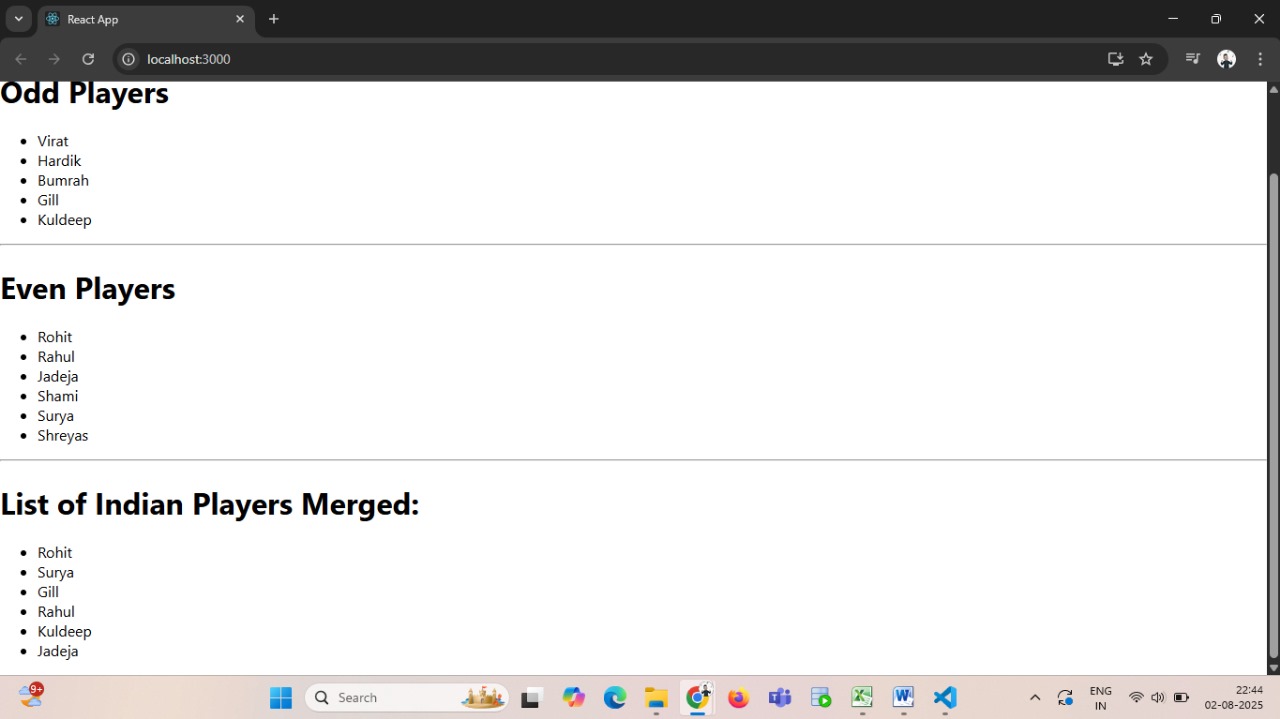 React App
localhost:3000
Odd Players
Virat
Hardik
Bumrah
Gill
Kuldeep
Even Players
Rohit
Rahul
Jadeja
Shami
Surya
Shreyas
List of Indian Players Merged:
Rohit
Surya
Gill
Rahul
Kuldeep
Jadeja
9+
Search
ENG
IN
22:44
02-08-2025